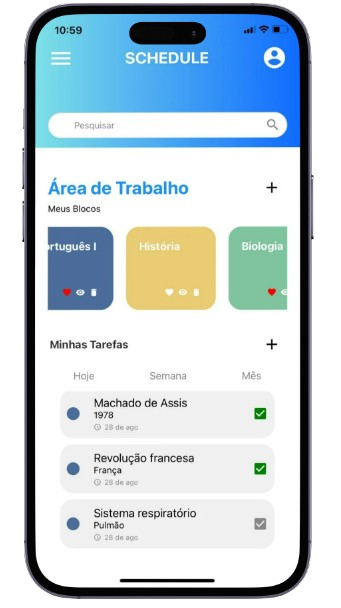 10:59
SCHEDULE
Pesquisar
Área de Trabalho
Meus Blocos
rtuguês I
História
Biologia
Minhas Tarefas
Hoje Semana Mês
Machado de Assis
1978
28 de ago
Revolução francesa
França
28 de ago
Sistema respiratório
Pulmão
28 de ago